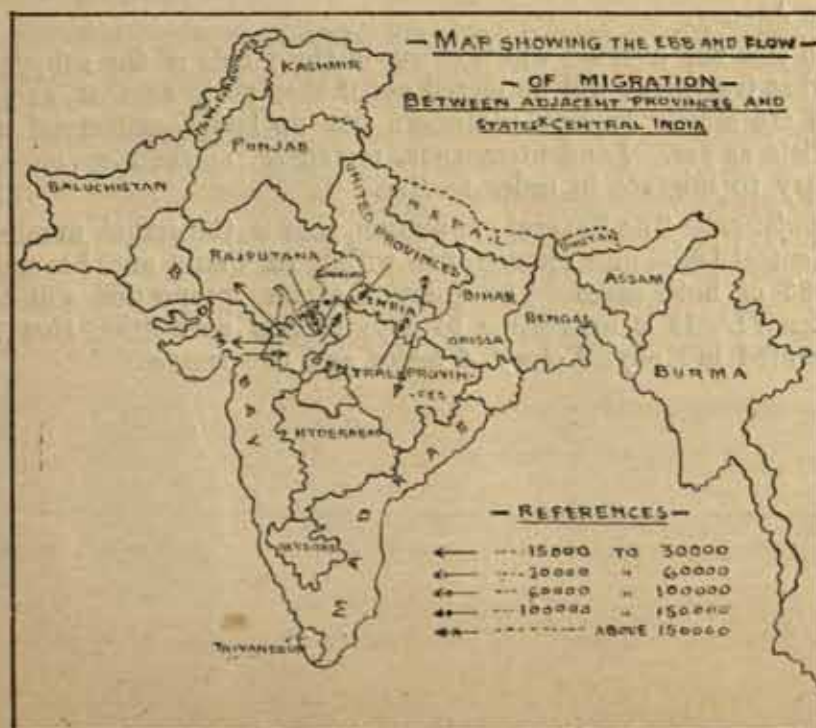 — MAP SHOWING THE EBB AND FLOW —
— OF MIGRATION —
BETWEEN ADJACENT PROVINCES AND
STATES & CENTRAL INDIA
KASHMIR
PUNJAB
BALUCHISTAN
UNITED PROVINCES
NEPAL
BHUTAN
RAJPUTANA
ASSAM
BIHAR
BENGAL
ORISSA
CENTRAL PROVIN-
-CES
BURMA
BOMBAY
HYDERABAD
MADRAS
MYSORE
— REFERENCES —
15000 TO 30000
30000 " 60000
60000 " 100000
100000 " 150000
ABOVE 150000